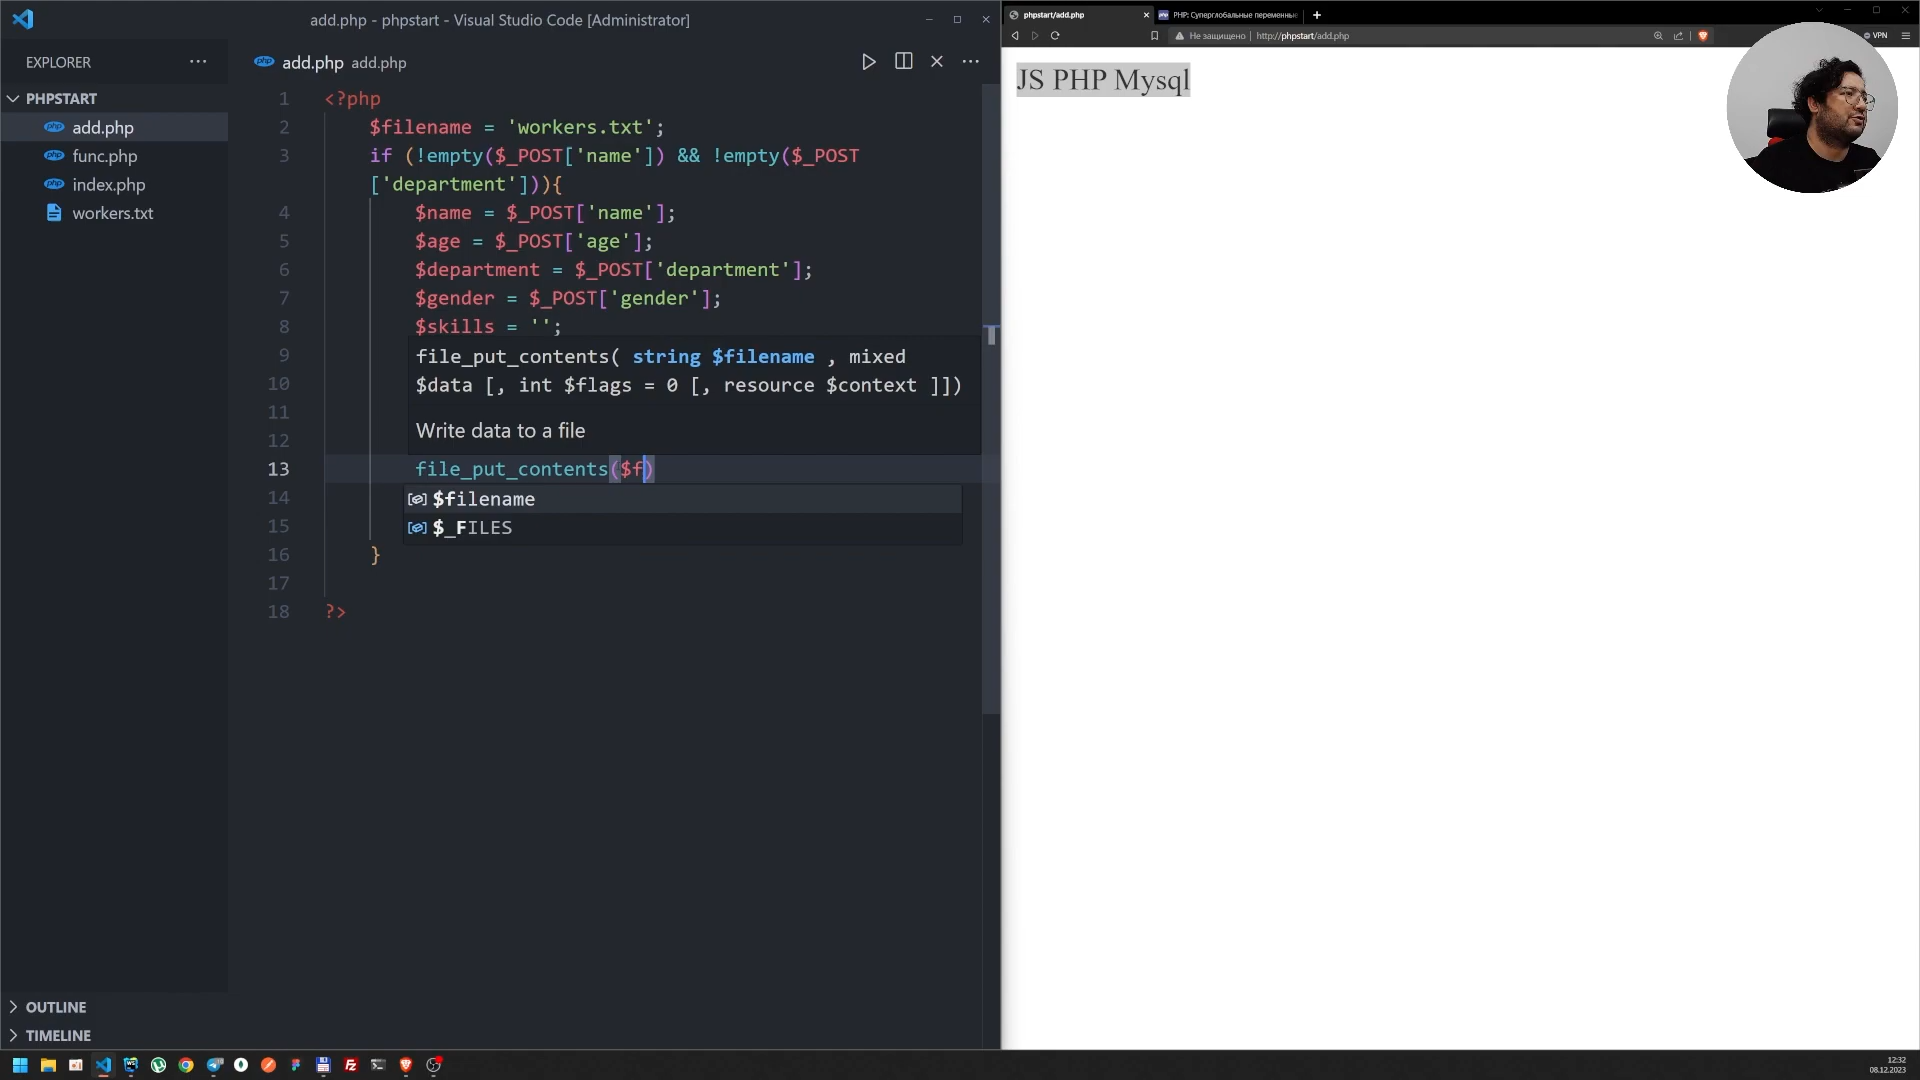 add.php - phpstart - Visual Studio Code [Administrator]
EXPLORER
PHPSTART
add.php
func.php
index.php
workers.txt
OUTLINE
TIMELINE
add.php add.php
1 <?php
2 $filename = 'workers.txt';
3 if (!empty($_POST['name']) && !empty($_POST
['department'])){
4 $name = $_POST['name'];
5 $age = $_POST['age'];
6 $department = $_POST['department'];
7 $gender = $_POST['gender'];
8 $skills = '';
9
10
11
12
file_put_contents( string $filename , mixed
$data [, int $flags = 0 [, resource $context ]])
Write data to a file
13 file_put_contents($f)
$filename
$_FILES
14
15
16 }
17
18 ?>
phpstart/add.php
PHP: Суперглобальные переменные
Не защищено
http://phpstart/add.php
VPN
JS PHP Mysql
12:32
08.12.2023